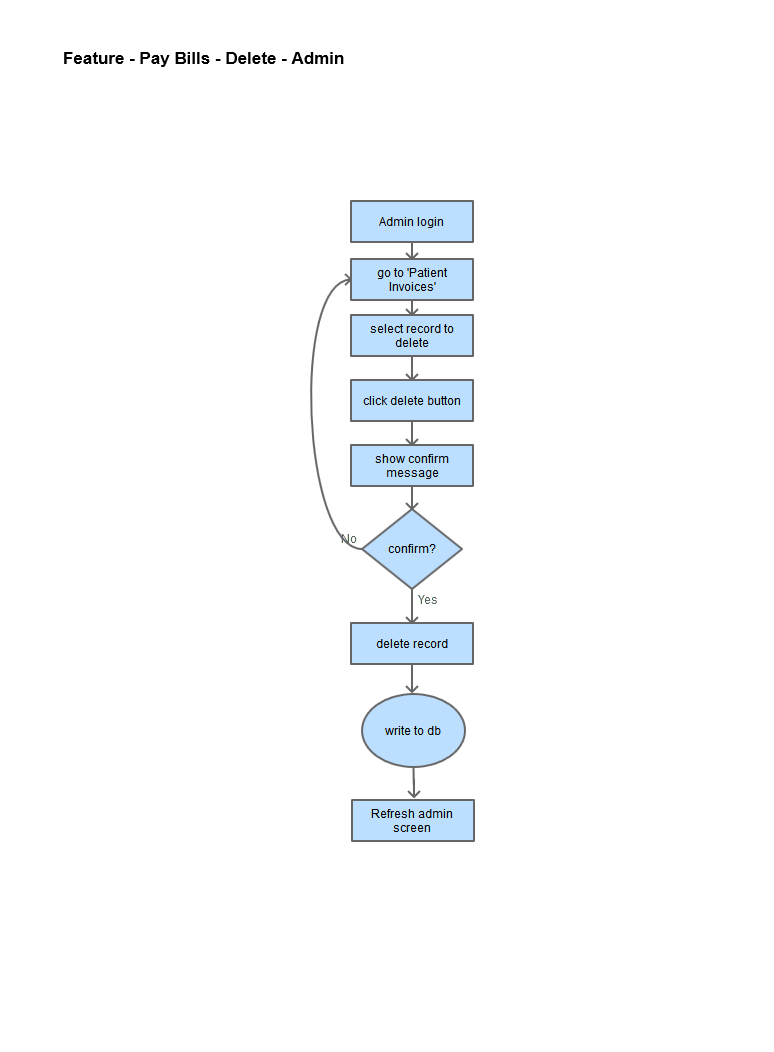 Feature - Pay Bills - Delete - Admin
Admin login
go to 'Patient
Invoices'
select record to
delete
click delete button
show confirm
message
No
confirm?
Yes
delete record
write to db
Refresh admin
screen